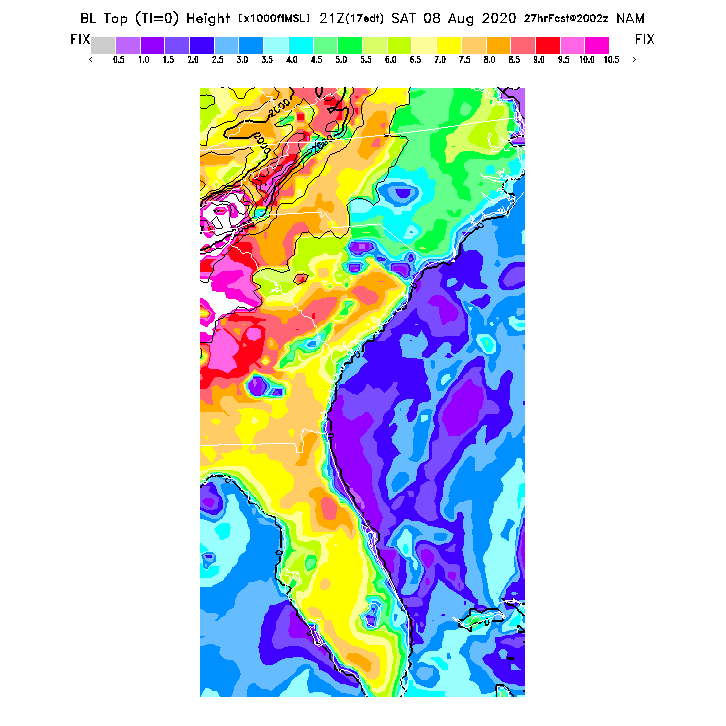 BL Top (TI=0) Height [x1000ftMSL] 21Z(17edt) SAT 08 Aug 2020 27hrFcst@2002z NAM
FIX FIX
< 0.5 1.0 1.5 2.0 2.5 3.0 3.5 4.0 4.5 5.0 5.5 6.0 6.5 7.0 7.5 8.0 8.5 9.0 9.5 10.0 10.5 >
2000
2000